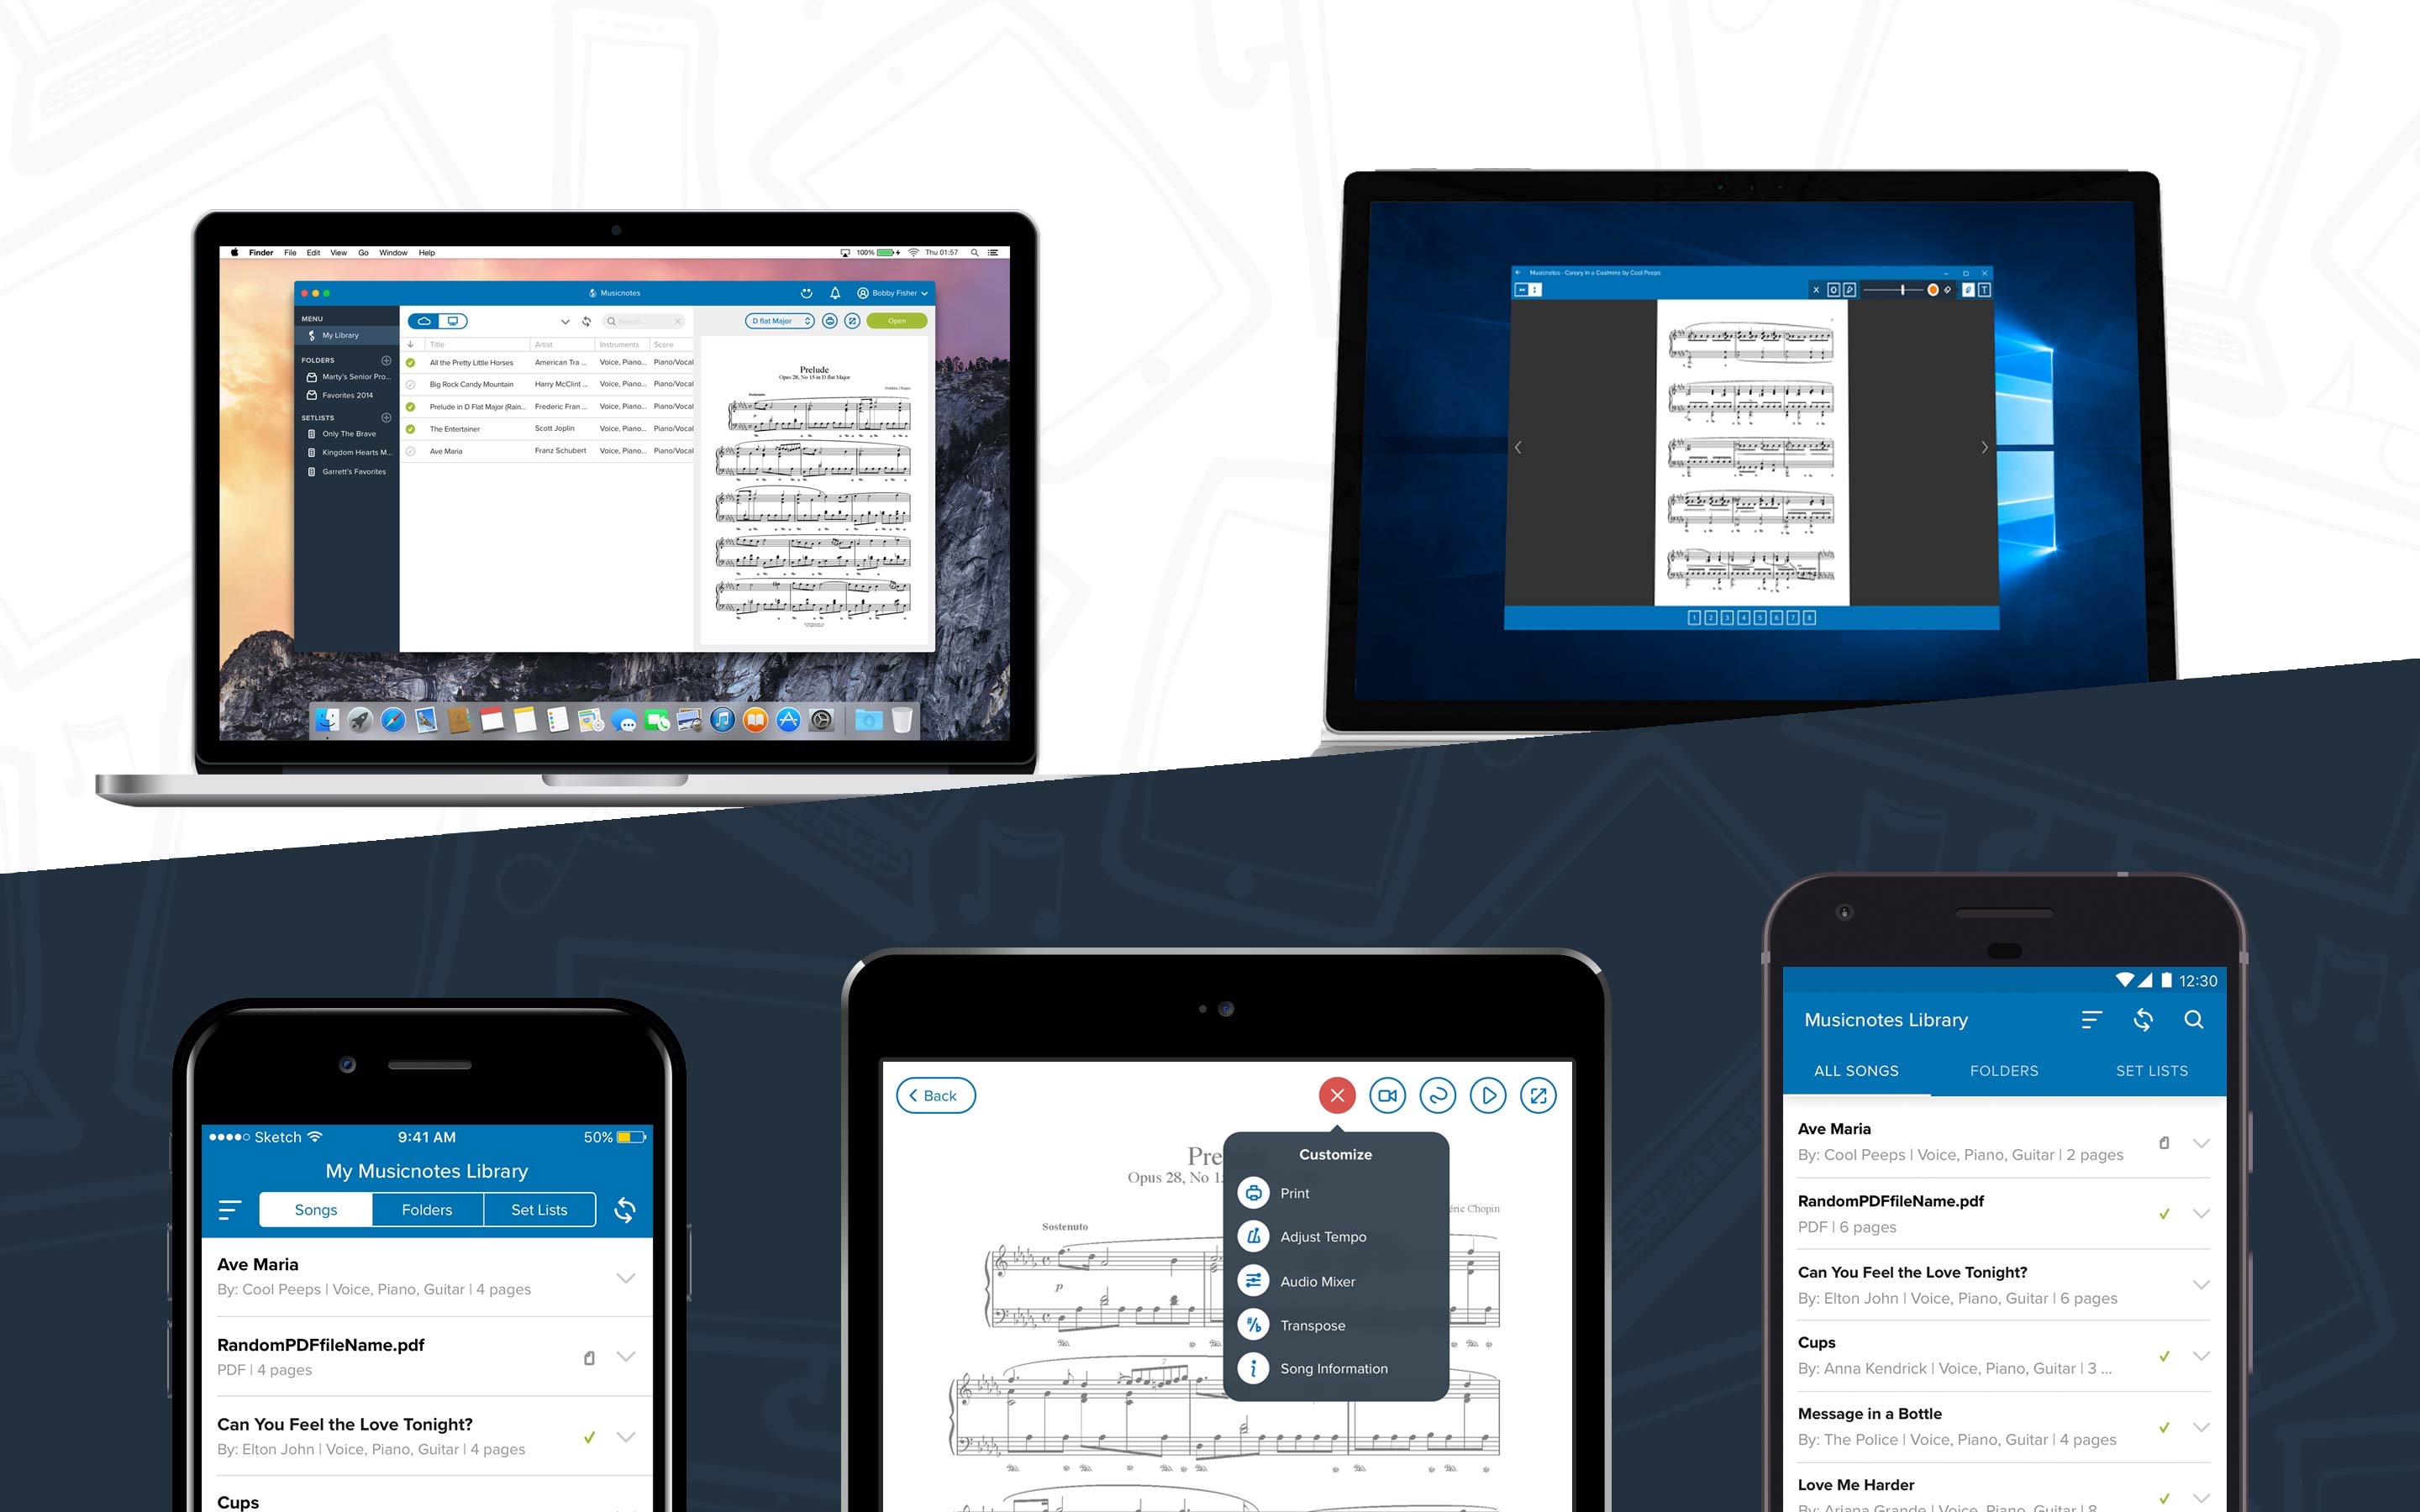 Finder File Edit View Go Window Help
100% Thu 01:57
Musicnotes
Bobby Fisher
MENU
My Library
FOLDERS
Marty's Senior Pro...
Favorites 2014
SETLISTS
Only The Brave
Kingdom Hearts M...
Garrett's Favorites
Search...
D flat Major
Open
Title Artist Instruments Score
All the Pretty Little Horses American Tra ... Voice, Piano... Piano/Vocal
Big Rock Candy Mountain Harry McClint ... Voice, Piano... Piano/Vocal
Prelude in D Flat Major (Rain... Frederic Fran ... Voice, Piano... Piano/Vocal
The Entertainer Scott Joplin Voice, Piano... Piano/Vocal
Ave Maria Franz Schubert Voice, Piano... Piano/Vocal
Prelude
Opus 28, No 15 in D flat Major
Frédéric Chopin
Sostenuto
Musicnotes - Canary In a Coalmine by Cool Peeps
T
1 2 3 4 5 6 7 8
Sketch 9:41 AM 50%
My Musicnotes Library
Songs Folders Set Lists
Ave Maria
By: Cool Peeps | Voice, Piano, Guitar | 4 pages
RandomPDFfileName.pdf
PDF | 4 pages
Can You Feel the Love Tonight?
By: Elton John | Voice, Piano, Guitar | 4 pages
Cups
Back
Pre
Opus 28, No 1
éric Chopin
Sostenuto
p
7
Customize
Print
Adjust Tempo
Audio Mixer
Transpose
Song Information
12:30
Musicnotes Library
ALL SONGS FOLDERS SET LISTS
Ave Maria
By: Cool Peeps | Voice, Piano, Guitar | 2 pages
RandomPDFfileName.pdf
PDF | 6 pages
Can You Feel the Love Tonight?
By: Elton John | Voice, Piano, Guitar | 6 pages
Cups
By: Anna Kendrick | Voice, Piano, Guitar | 3 ...
Message in a Bottle
By: The Police | Voice, Piano, Guitar | 4 pages
Love Me Harder
By: Ariana Grande | Voice, Piano, Guitar | 8